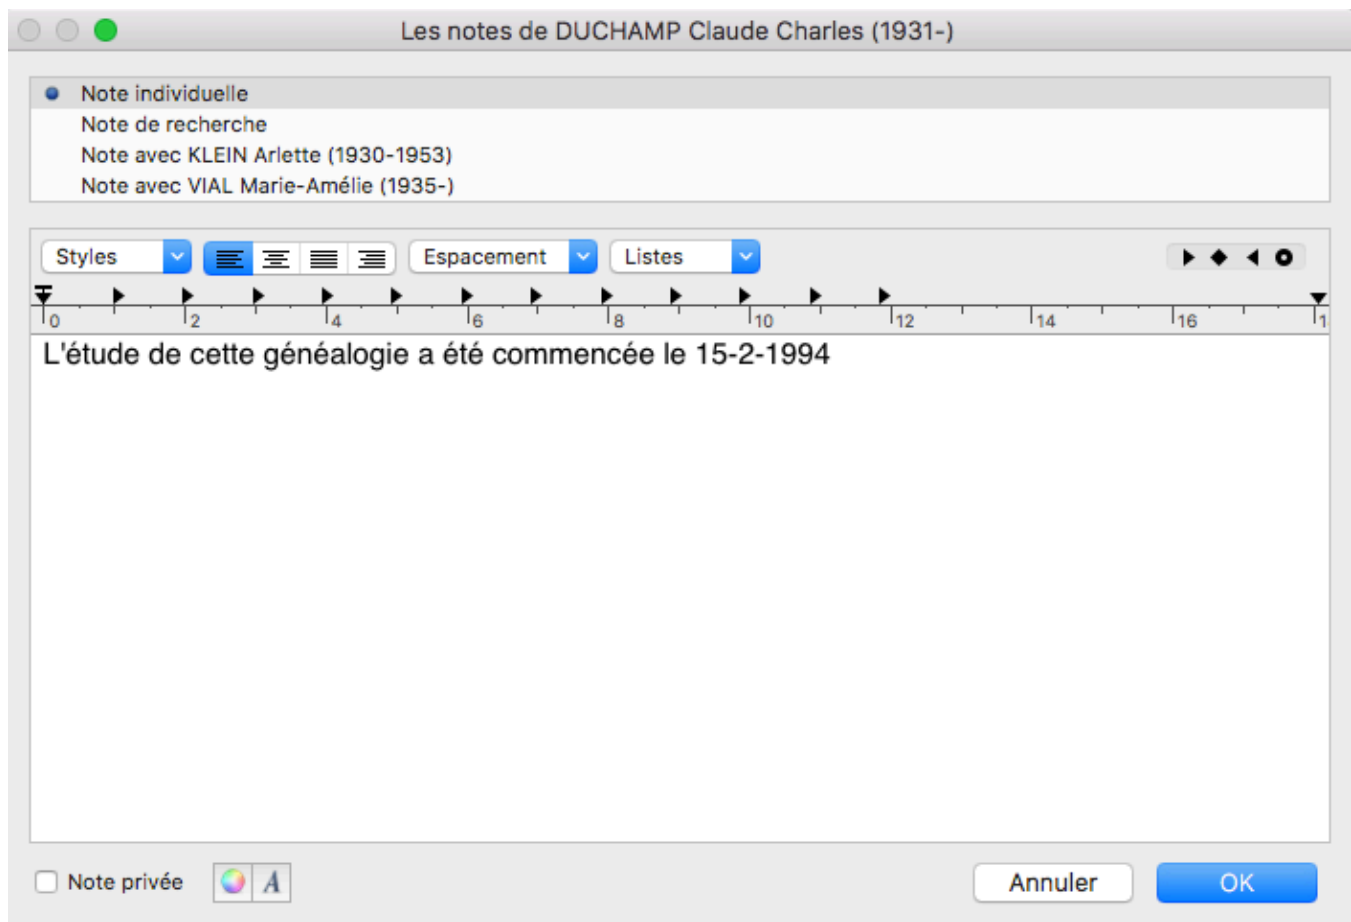 Les notes de DUCHAMP Claude Charles (1931-)
Note individuelle
Note de recherche
Note avec KLEIN Arlette (1930-1953)
Note avec VIAL Marie-Amélie (1935-)
Styles Espacement Listes
0 2 4 6 8 10 12 14 16 1
L'étude de cette généalogie a été commencée le 15-2-1994
Note privée A Annuler OK